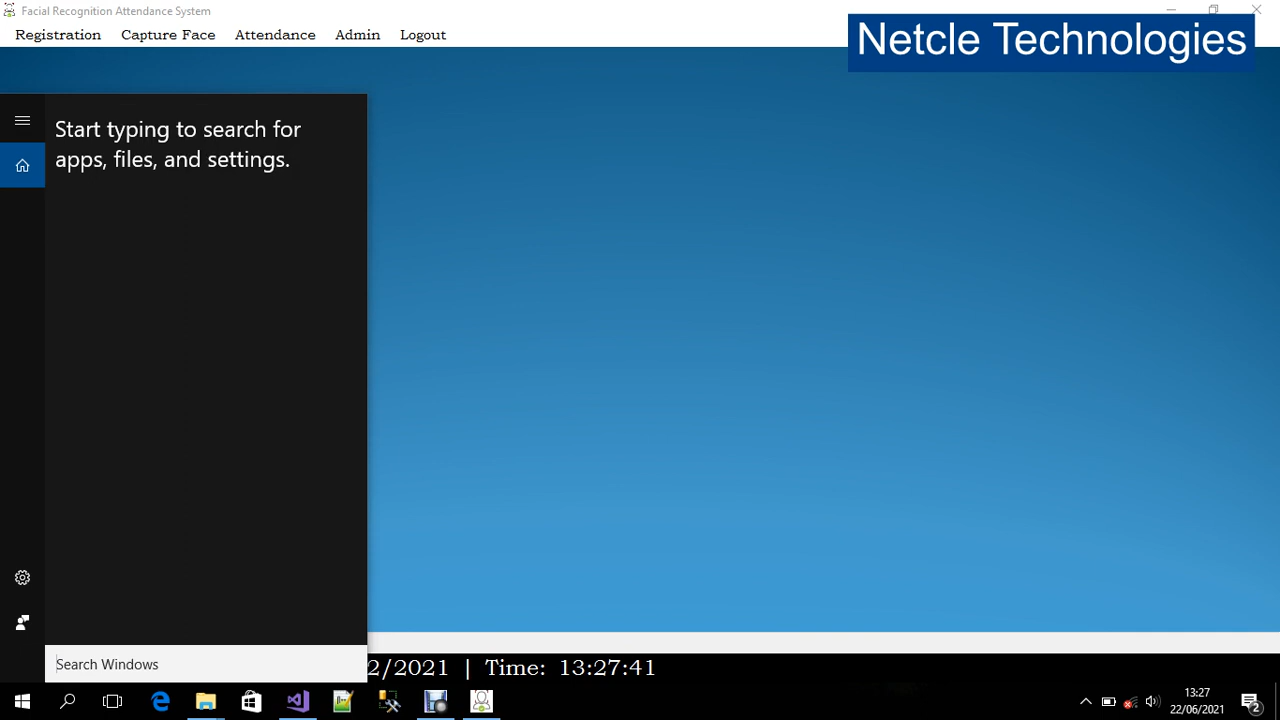 Facial Recognition Attendance System
Registration Capture Face Attendance Admin Logout
Netcle Technologies
Start typing to search for
apps, files, and settings.
Search Windows
2/2021 | Time: 13:27:41
13:27
22/06/2021
2